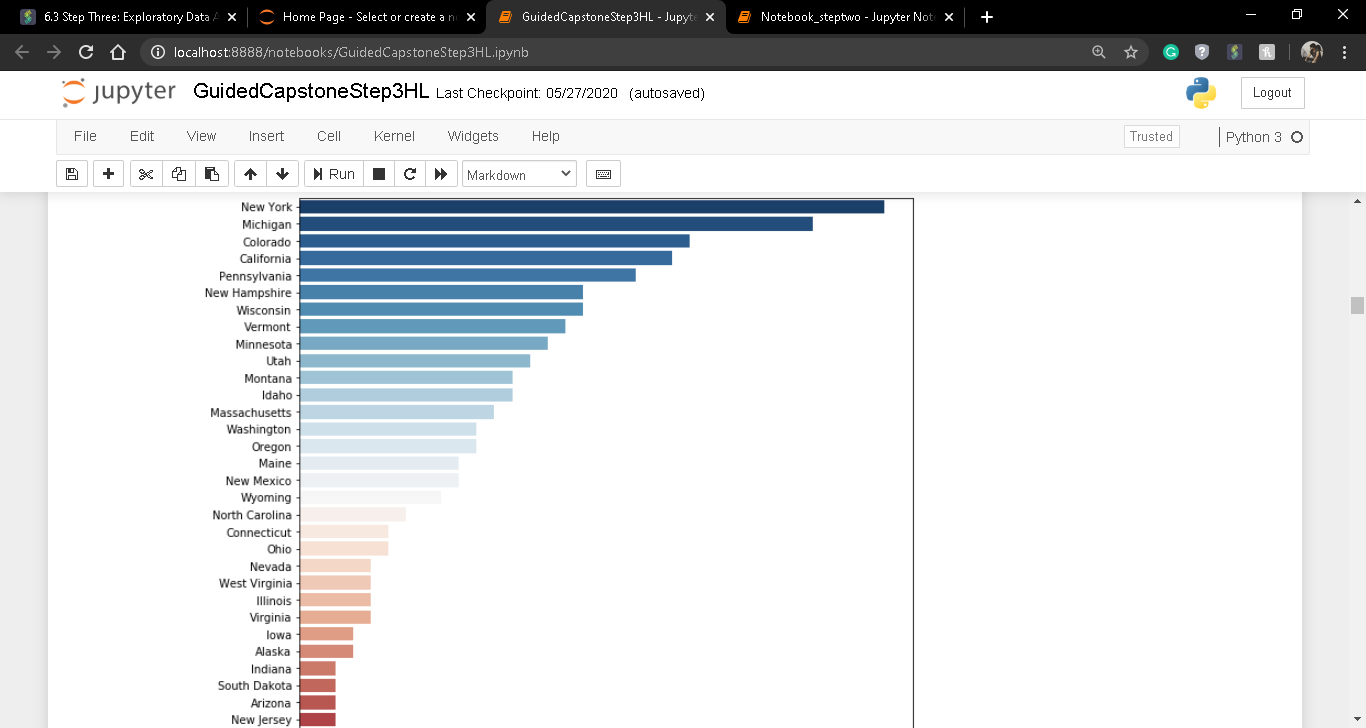 6.3 Step Three: Exploratory Data A
Home Page - Select or create a n
GuidedCapstoneStep3HL - Jupyte
Notebook_steptwo - Jupyter Not
localhost:8888/notebooks/GuidedCapstoneStep3HL.ipynb
jupyter GuidedCapstoneStep3HL Last Checkpoint: 05/27/2020 (autosaved)
Logout
File Edit View Insert Cell Kernel Widgets Help
Trusted
Python 3
Run
Markdown
New York
Michigan
Colorado
California
Pennsylvania
New Hampshire
Wisconsin
Vermont
Minnesota
Utah
Montana
Idaho
Massachusetts
Washington
Oregon
Maine
New Mexico
Wyoming
North Carolina
Connecticut
Ohio
Nevada
West Virginia
Illinois
Virginia
Iowa
Alaska
Indiana
South Dakota
Arizona
New Jersey